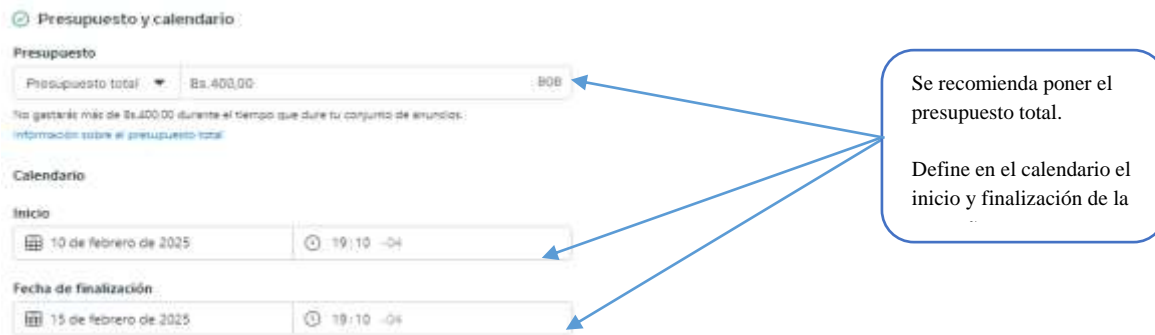 Presupuesto y calendario
Presupuesto
Presupuesto total Bs.400,00 BOB
No gastarás más de Bs.400,00 durante el tiempo que dure tu conjunto de anuncios.
Información sobre el presupuesto total
Calendario
Inicio
10 de febrero de 2025 19:10 -04
Fecha de finalización
15 de febrero de 2025 19:10 -04
Se recomienda poner el
presupuesto total.
Define en el calendario el
inicio y finalización de la